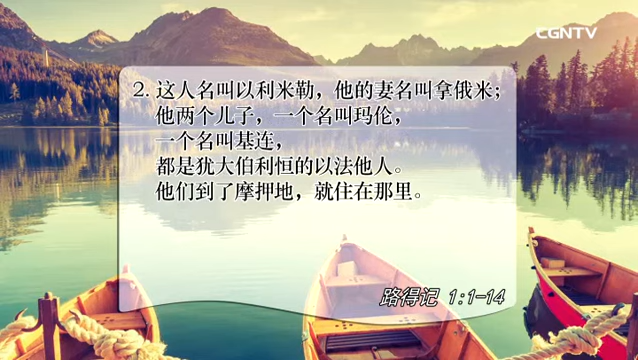 CGNTV
2. 这人名叫以利米勒，他的妻名叫拿俄米；
他两个儿子，一个名叫玛伦，
一个名叫基连，
都是犹大伯利恒的以法他人。
他们到了摩押地，就住在那里。
路得记 1:1-14